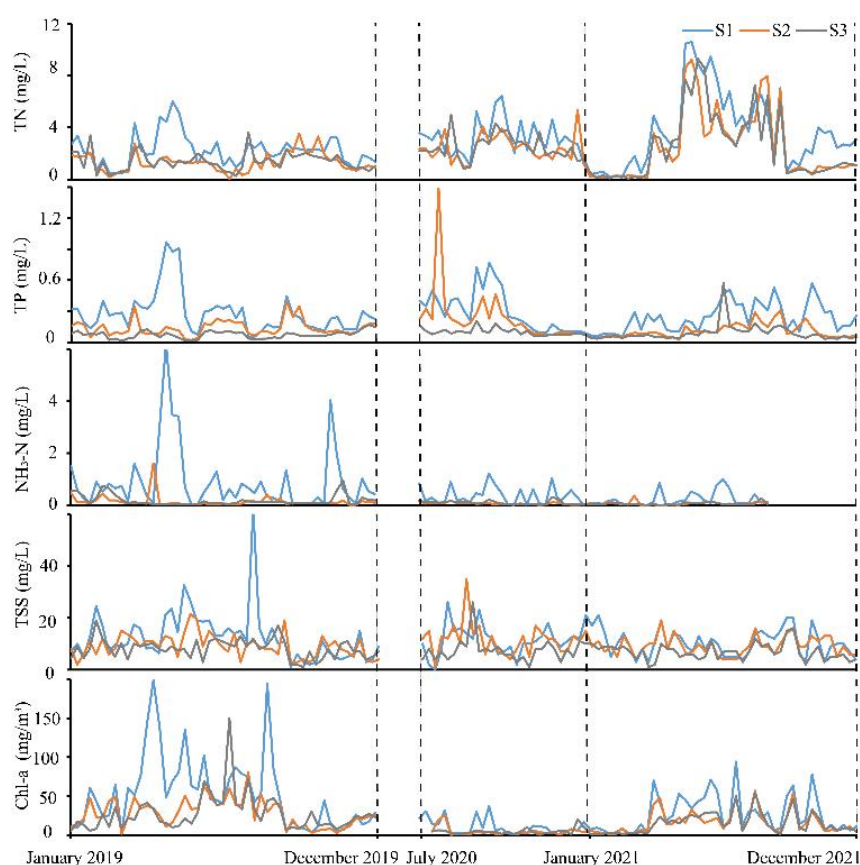 S1 S2 S3
TN (mg/L)
12
8
4
0
TP (mg/L)
1.2
0.6
0
NH₃-N (mg/L)
4
2
0
TSS (mg/L)
40
20
0
Chl-a (mg/m³)
150
100
50
0
January 2019 December 2019 July 2020 January 2021 December 2021